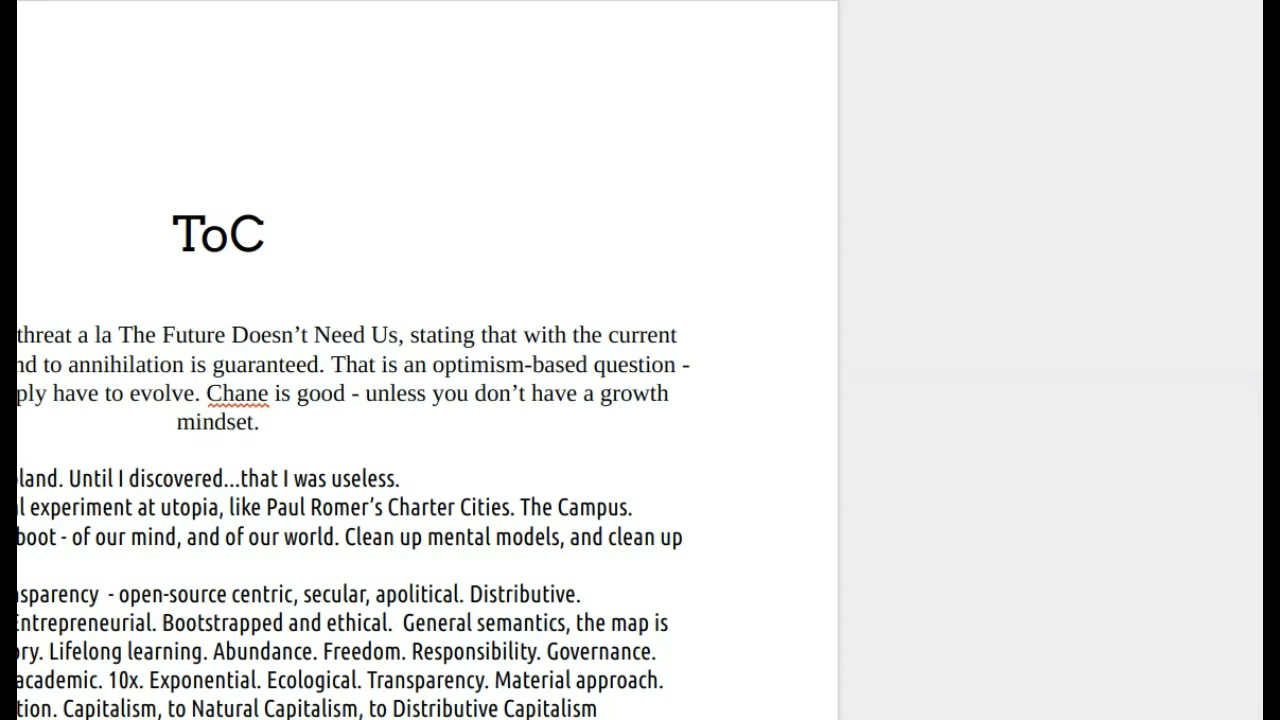 ToC
threat a la The Future Doesn’t Need Us, stating that with the current
nd to annihilation is guaranteed. That is an optimism-based question -
ply have to evolve. Chane is good - unless you don’t have a growth
mindset.
land. Until I discovered...that I was useless.
l experiment at utopia, like Paul Romer’s Charter Cities. The Campus.
boot - of our mind, and of our world. Clean up mental models, and clean up
nsparency - open-source centric, secular, apolitical. Distributive.
Entrepreneurial. Bootstrapped and ethical. General semantics, the map is
ory. Lifelong learning. Abundance. Freedom. Responsibility. Governance.
academic. 10x. Exponential. Ecological. Transparency. Material approach.
tion. Capitalism, to Natural Capitalism, to Distributive Capitalism